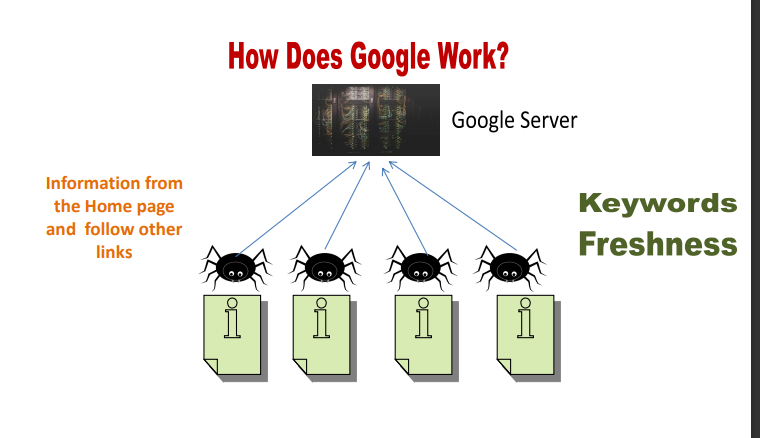 How Does Google Work?
Google Server
Information from
the Home page
and follow other
links
Keywords
Freshness
i
i
i
i